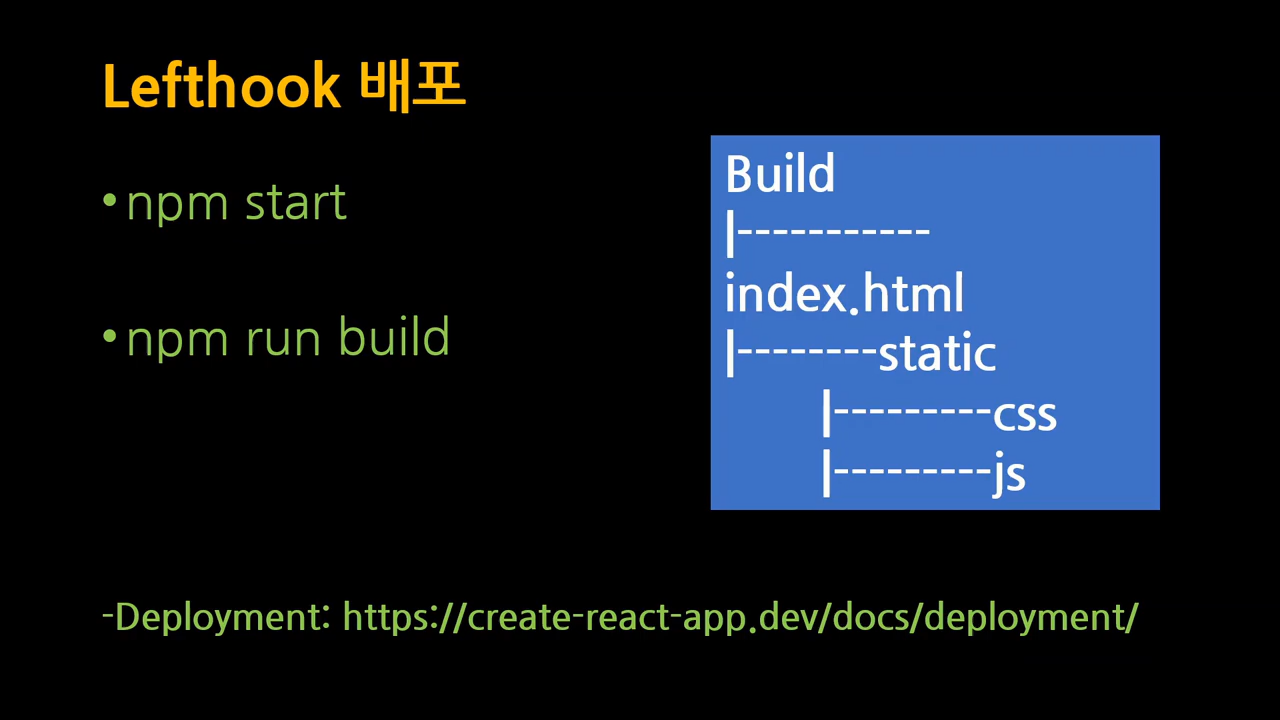 Lefthook 배포
•npm start
•npm run build
Build
|-----------
index.html
|--------static
|---------css
|---------js
-Deployment: https://create-react-app.dev/docs/deployment/